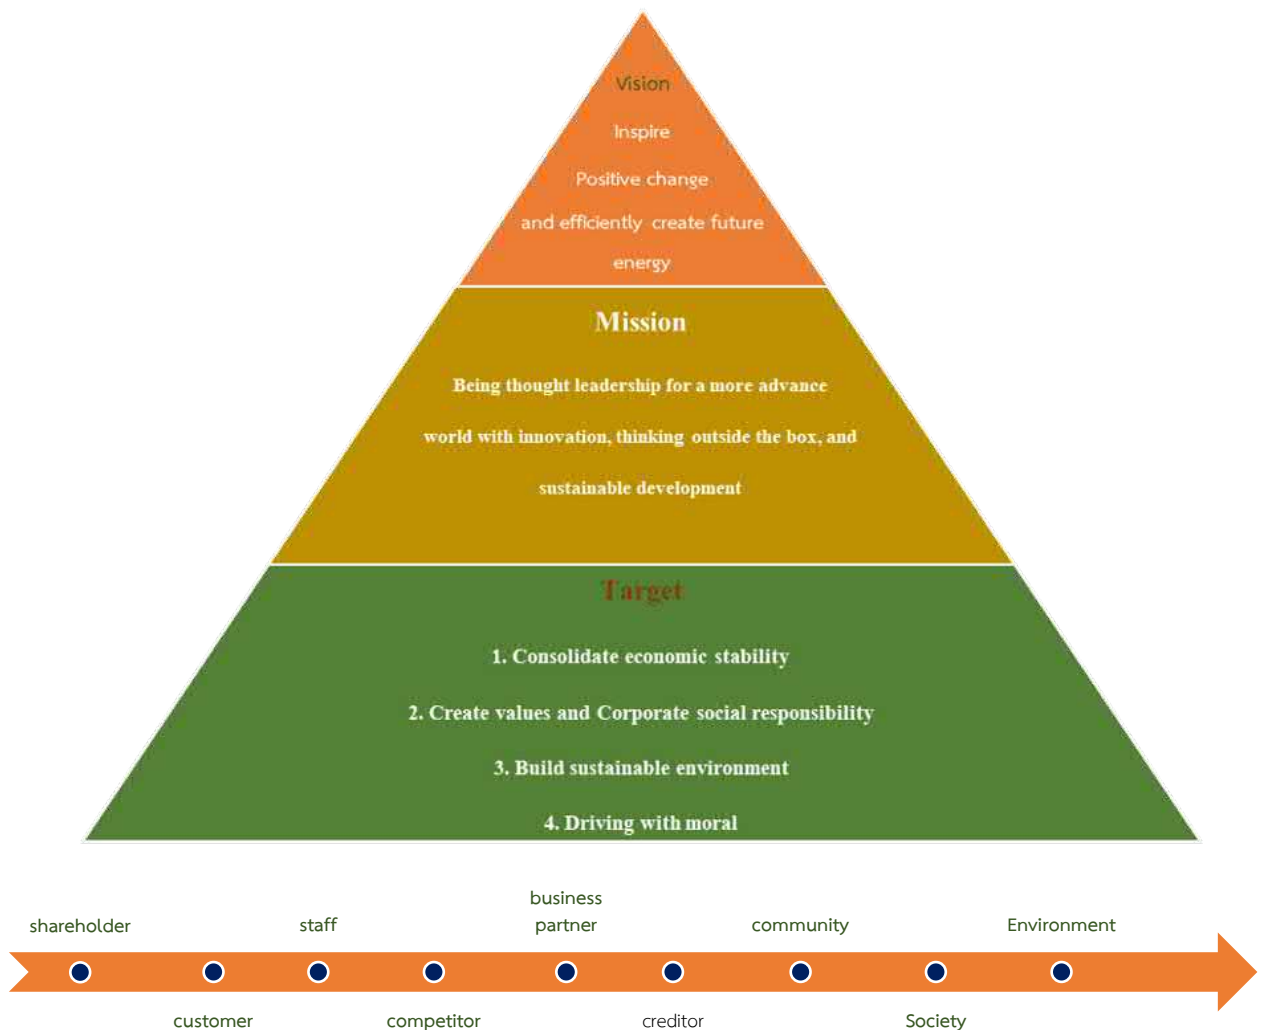 Vision
Inspire
Positive change
and efficiently create future
energy
Mission
Being thought leadership for a more advance
world with innovation, thinking outside the box, and
sustainable development
Target
1. Consolidate economic stability
2. Create values and Corporate social responsibility
3. Build sustainable environment
4. Driving with moral
business
shareholder staff partner community Environment
customer competitor creditor Society